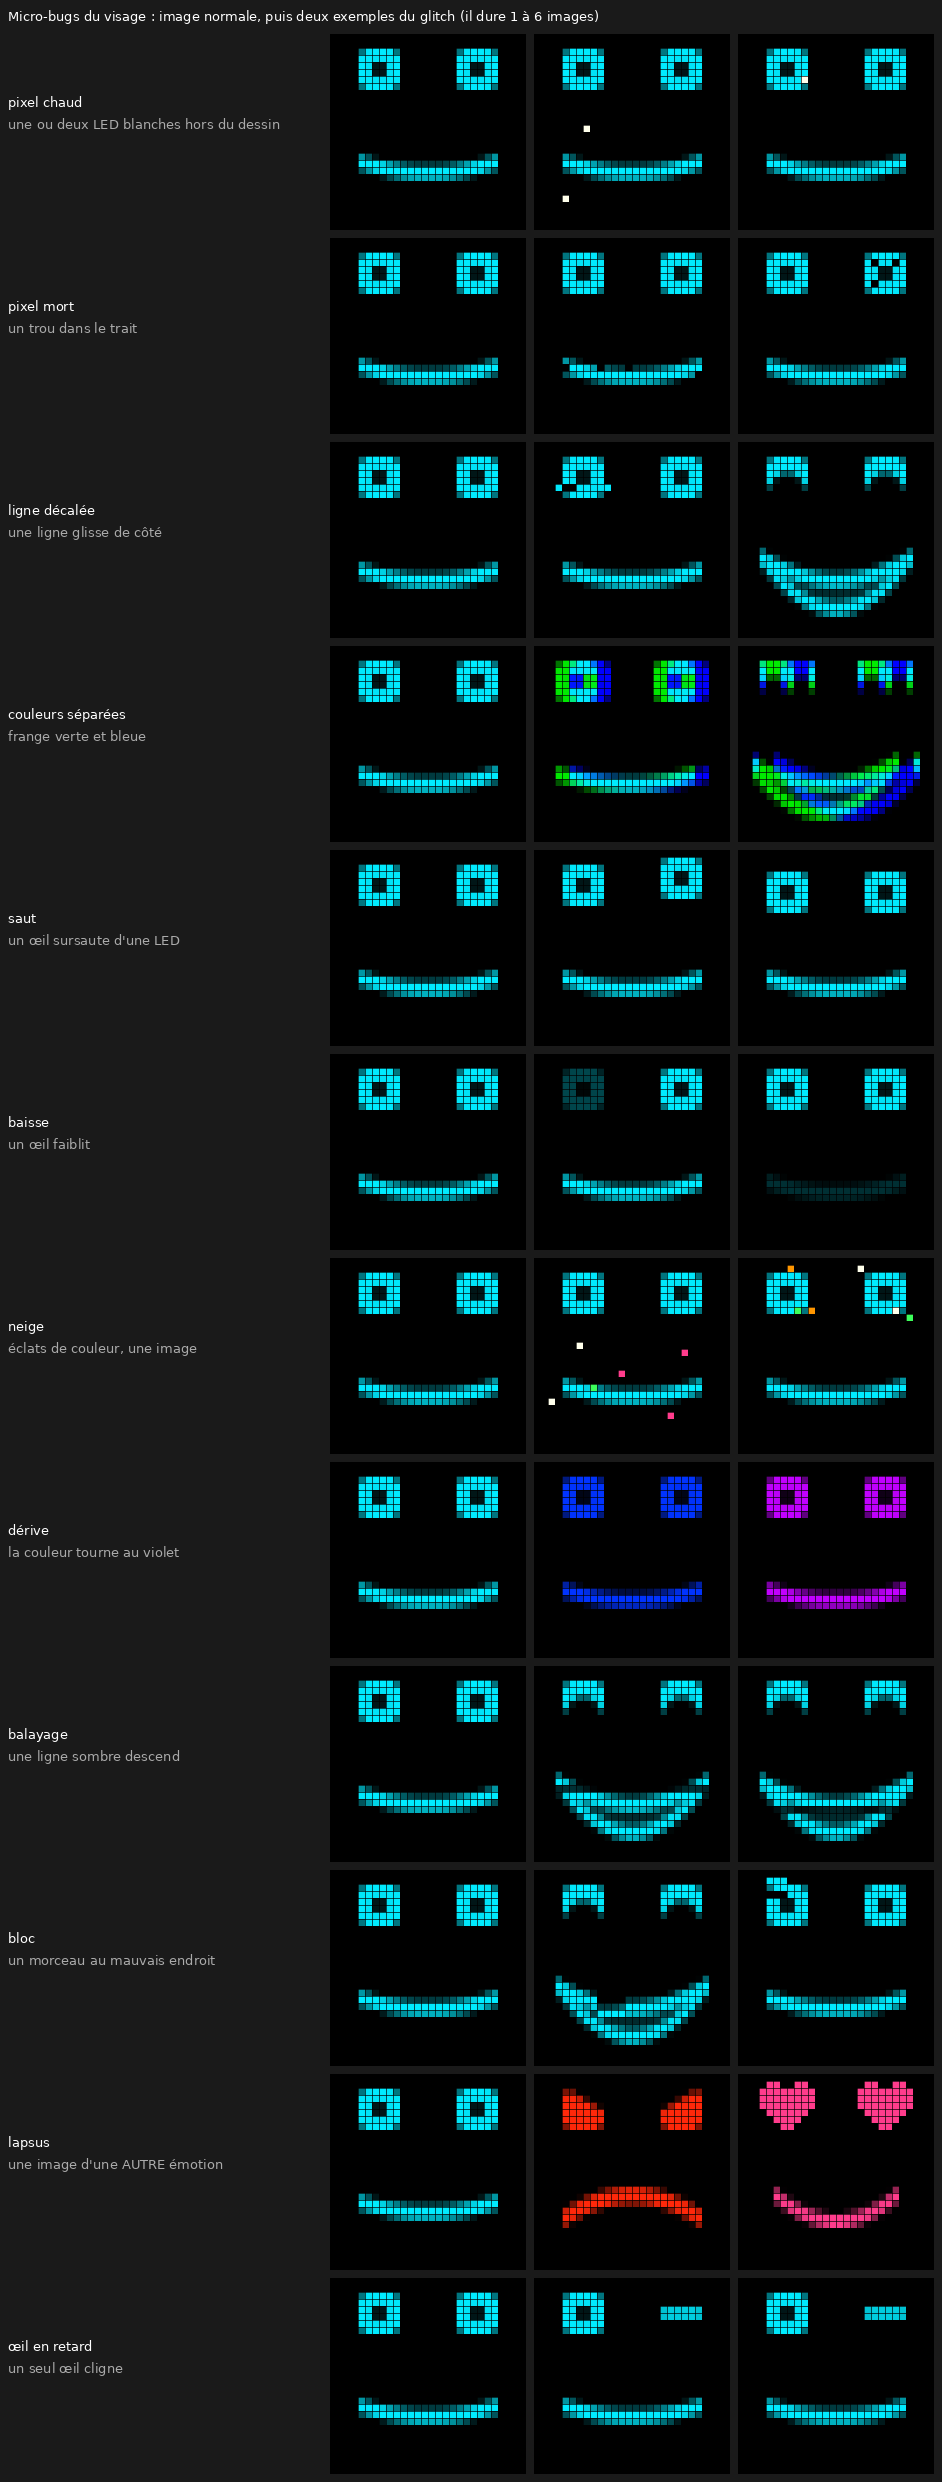 Micro-bugs du visage : image normale, puis deux exemples du glitch (il dure 1 à 6 images)
pixel chaud
une ou deux LED blanches hors du dessin
pixel mort
un trou dans le trait
ligne décalée
une ligne glisse de côté
couleurs séparées
frange verte et bleue
saut
un œil sursaute d'une LED
baisse
un œil faiblit
neige
éclats de couleur, une image
dérive
la couleur tourne au violet
balayage
une ligne sombre descend
bloc
un morceau au mauvais endroit
lapsus
une image d'une AUTRE émotion
œil en retard
un seul œil cligne